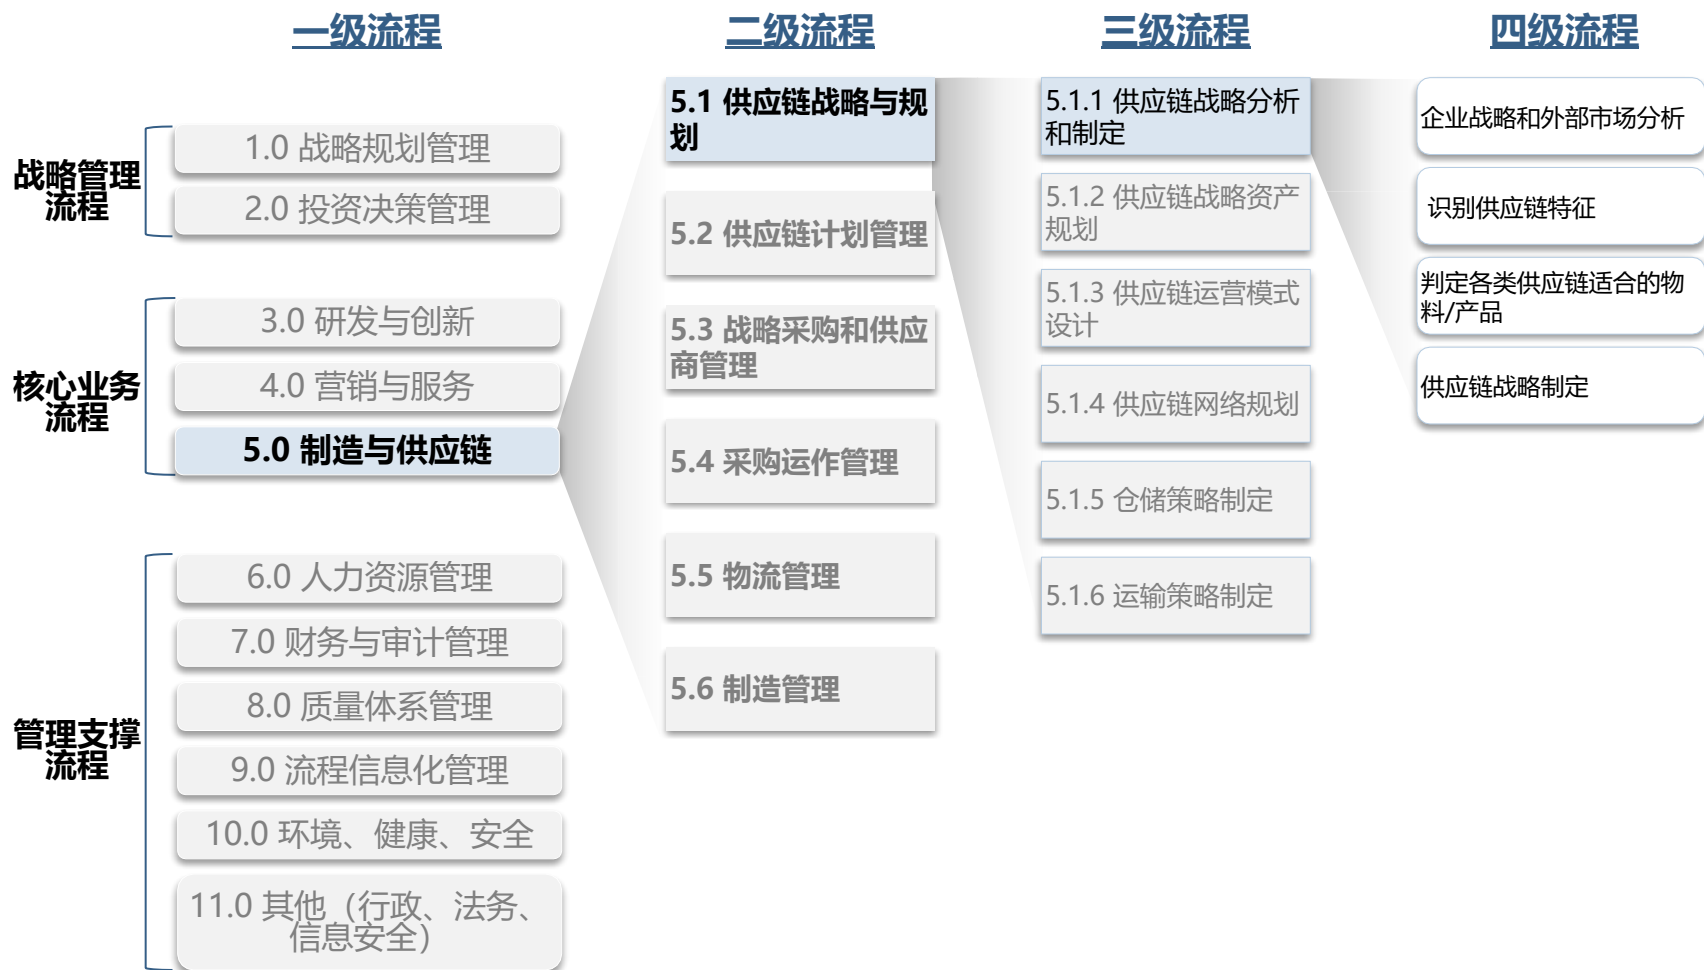 一级流程
二级流程
三级流程
四级流程
战略管理
流程
1.0 战略规划管理
2.0 投资决策管理
核心业务
流程
3.0 研发与创新
4.0 营销与服务
5.0 制造与供应链
管理支撑
流程
6.0 人力资源管理
7.0 财务与审计管理
8.0 质量体系管理
9.0 流程信息化管理
10.0 环境、健康、安全
11.0 其他（行政、法务、
信息安全）
5.1 供应链战略与规
划
5.2 供应链计划管理
5.3 战略采购和供应
商管理
5.4 采购运作管理
5.5 物流管理
5.6 制造管理
5.1.1 供应链战略分析
和制定
5.1.2 供应链战略资产
规划
5.1.3 供应链运营模式
设计
5.1.4 供应链网络规划
5.1.5 仓储策略制定
5.1.6 运输策略制定
企业战略和外部市场分析
识别供应链特征
判定各类供应链适合的物
料/产品
供应链战略制定